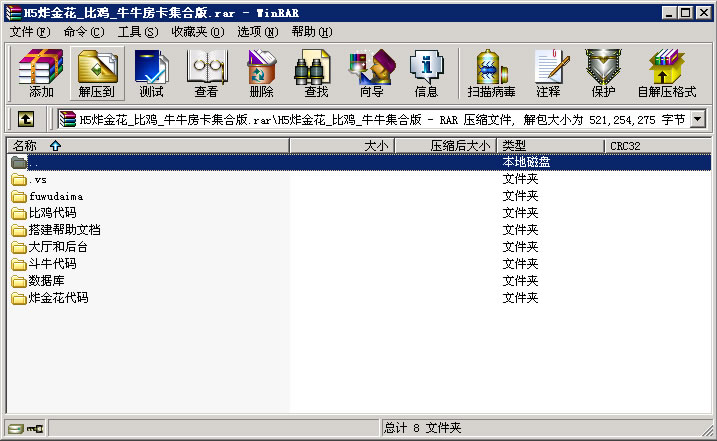 H5炸金花_比鸡_牛牛房卡集合版.rar - WinRAR
文件(F) 命令(C) 工具(S) 收藏夹(O) 选项(N) 帮助(H)
添加 解压到 测试 查看 删除 查找 向导 信息 扫描病毒 注释 保护 自解压格式
H5炸金花_比鸡_牛牛房卡集合版.rar\H5炸金花_比鸡_牛牛集合版 - RAR 压缩文件, 解包大小为 521,254,275 字节
名称 大小 压缩后大小 类型 CRC32
.. 本地磁盘
.vs 文件夹
fuwudaima 文件夹
比鸡代码 文件夹
搭建帮助文档 文件夹
大厅和后台 文件夹
斗牛代码 文件夹
数据库 文件夹
炸金花代码 文件夹
总计 8 文件夹